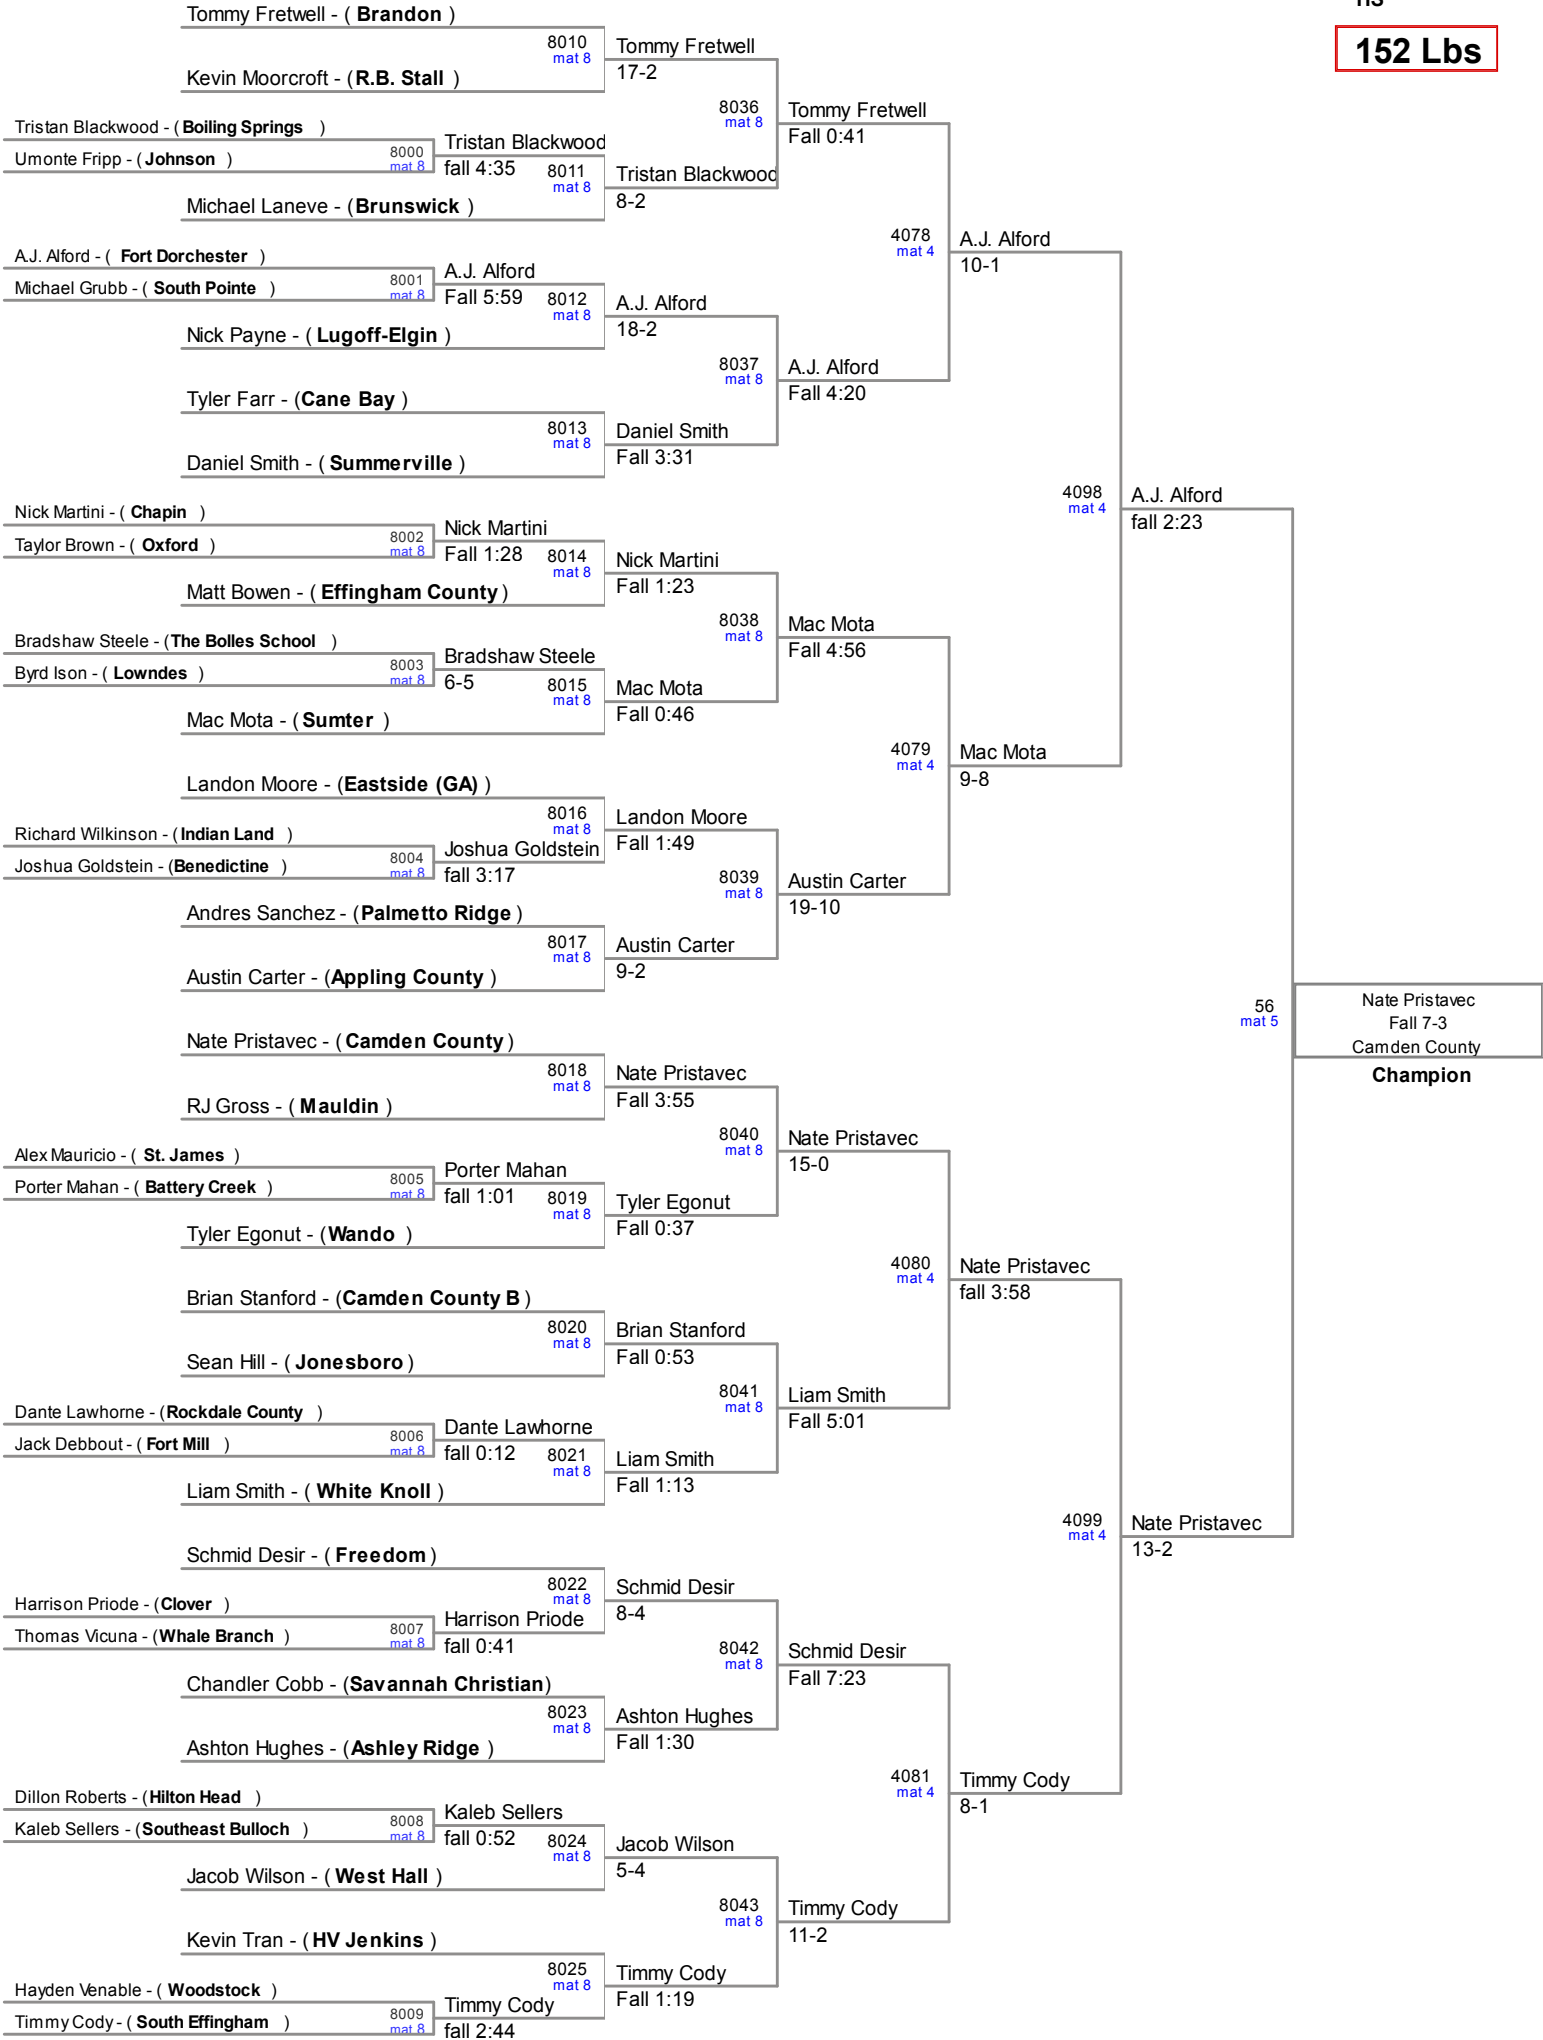 HS
152 Lbs
Tommy Fretwell - ( Brandon )
8010
mat 8
Tommy Fretwell
17-2
Kevin Moorcroft - (R.B. Stall )
8036
mat 8
Tommy Fretwell
Fall 0:41
Tristan Blackwood - (Boiling Springs )
8000
mat 8
Tristan Blackwood
fall 4:35
Umonte Fripp - (Johnson )
8011
mat 8
Tristan Blackwood
8-2
Michael Laneve - (Brunswick )
4078
mat 4
A.J. Alford
10-1
A.J. Alford - ( Fort Dorchester )
8001
mat 8
A.J. Alford
Fall 5:59
Michael Grubb - ( South Pointe )
8012
mat 8
A.J. Alford
18-2
Nick Payne - ( Lugoff-Elgin )
8037
mat 8
A.J. Alford
Fall 4:20
Tyler Farr - (Cane Bay )
8013
mat 8
Daniel Smith
Fall 3:31
Daniel Smith - ( Summerville )
4098
mat 4
A.J. Alford
fall 2:23
Nick Martini - ( Chapin )
8002
mat 8
Nick Martini
Fall 1:28
Taylor Brown - ( Oxford )
8014
mat 8
Nick Martini
Fall 1:23
Matt Bowen - ( Effingham County )
8038
mat 8
Mac Mota
Fall 4:56
Bradshaw Steele - (The Bolles School )
8003
mat 8
Bradshaw Steele
6-5
Byrd Ison - ( Lowndes )
8015
mat 8
Mac Mota
Fall 0:46
Mac Mota - ( Sumter )
4079
mat 4
Mac Mota
9-8
Landon Moore - (Eastside (GA) )
8016
mat 8
Landon Moore
Fall 1:49
Richard Wilkinson - (Indian Land )
8004
mat 8
Joshua Goldstein
fall 3:17
Joshua Goldstein - (Benedictine )
8039
mat 8
Austin Carter
19-10
Andres Sanchez - (Palmetto Ridge )
8017
mat 8
Austin Carter
9-2
Austin Carter - (Appling County )
56
mat 5
Nate Pristavec
Fall 7-3
Camden County
Champion
Nate Pristavec - ( Camden County )
8018
mat 8
Nate Pristavec
Fall 3:55
RJ Gross - ( Mauldin )
8040
mat 8
Nate Pristavec
15-0
Alex Mauricio - ( St. James )
8005
mat 8
Porter Mahan
fall 1:01
Porter Mahan - ( Battery Creek )
8019
mat 8
Tyler Egonut
Fall 0:37
Tyler Egonut - (Wando )
4080
mat 4
Nate Pristavec
fall 3:58
Brian Stanford - (Camden County B )
8020
mat 8
Brian Stanford
Fall 0:53
Sean Hill - ( Jonesboro )
8041
mat 8
Liam Smith
Fall 5:01
Dante Lawhorne - (Rockdale County )
8006
mat 8
Dante Lawhorne
fall 0:12
Jack Debbout - ( Fort Mill )
8021
mat 8
Liam Smith
Fall 1:13
Liam Smith - ( White Knoll )
4099
mat 4
Nate Pristavec
13-2
Schmid Desir - ( Freedom )
8022
mat 8
Schmid Desir
8-4
Harrison Priode - (Clover )
8007
mat 8
Harrison Priode
fall 0:41
Thomas Vicuna - (Whale Branch )
8042
mat 8
Schmid Desir
Fall 7:23
Chandler Cobb - (Savannah Christian)
8023
mat 8
Ashton Hughes
Fall 1:30
Ashton Hughes - (Ashley Ridge )
4081
mat 4
Timmy Cody
8-1
Dillon Roberts - (Hilton Head )
8008
mat 8
Kaleb Sellers
fall 0:52
Kaleb Sellers - (Southeast Bulloch )
8024
mat 8
Jacob Wilson
5-4
Jacob Wilson - ( West Hall )
8043
mat 8
Timmy Cody
11-2
Kevin Tran - ( HV Jenkins )
8025
mat 8
Timmy Cody
Fall 1:19
Hayden Venable - ( Woodstock )
8009
mat 8
Timmy Cody
fall 2:44
Timmy Cody - ( South Effingham )